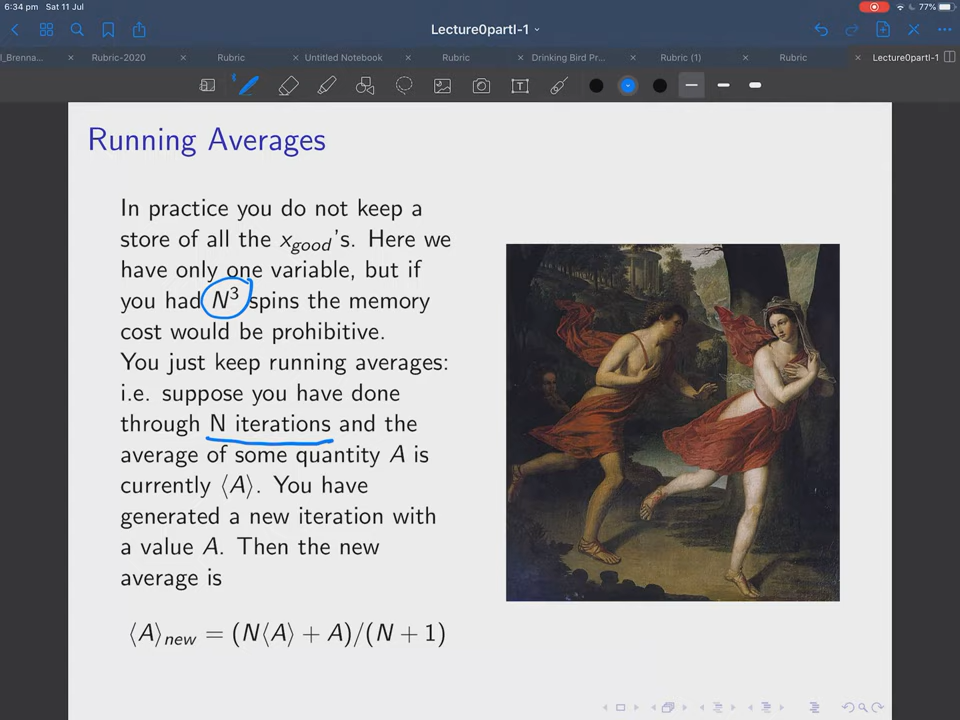 6:34 pm Sat 11 Jul
77%
LectureOpartI-1
l_Brenna...
Rubric-2020
Rubric
Untitled Notebook
Rubric
Drinking Bird Pr...
Rubric (1)
Rubric
LectureOpartI-1
T
Running Averages
In practice you do not keep a
store of all the x_good's. Here we
have only one variable, but if
you had N³ spins the memory
cost would be prohibitive.
You just keep running averages:
i.e. suppose you have done
through N iterations and the
average of some quantity A is
currently ⟨A⟩. You have
generated a new iteration with
a value A. Then the new
average is
⟨A⟩_new = (N⟨A⟩ + A)/(N + 1)